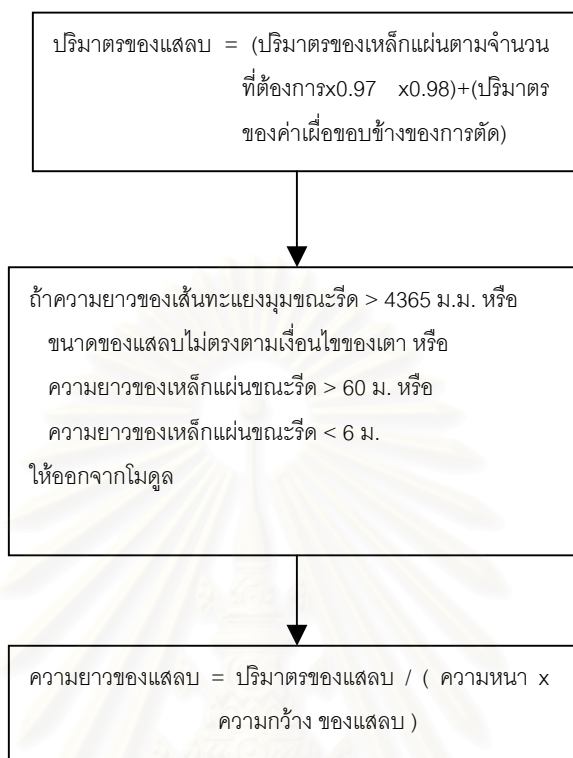 ปริมาตรของแสลบ = (ปริมาตรของเหล็กแผ่นตามจำนวน
ที่ต้องการx0.97 x0.98)+(ปริมาตร
ของค่าเผื่อขอบข้างของการตัด)
ถ้าความยาวของเส้นทะแยงมุมขณะรีด > 4365 ม.ม. หรือ
ขนาดของแสลบไม่ตรงตามเงื่อนไขของเตา หรือ
ความยาวของเหล็กแผ่นขณะรีด > 60 ม. หรือ
ความยาวของเหล็กแผ่นขณะรีด < 6 ม.
ให้ออกจากโมดูล
ความยาวของแสลบ = ปริมาตรของแสลบ / ( ความหนา x
ความกว้าง ของแสลบ )